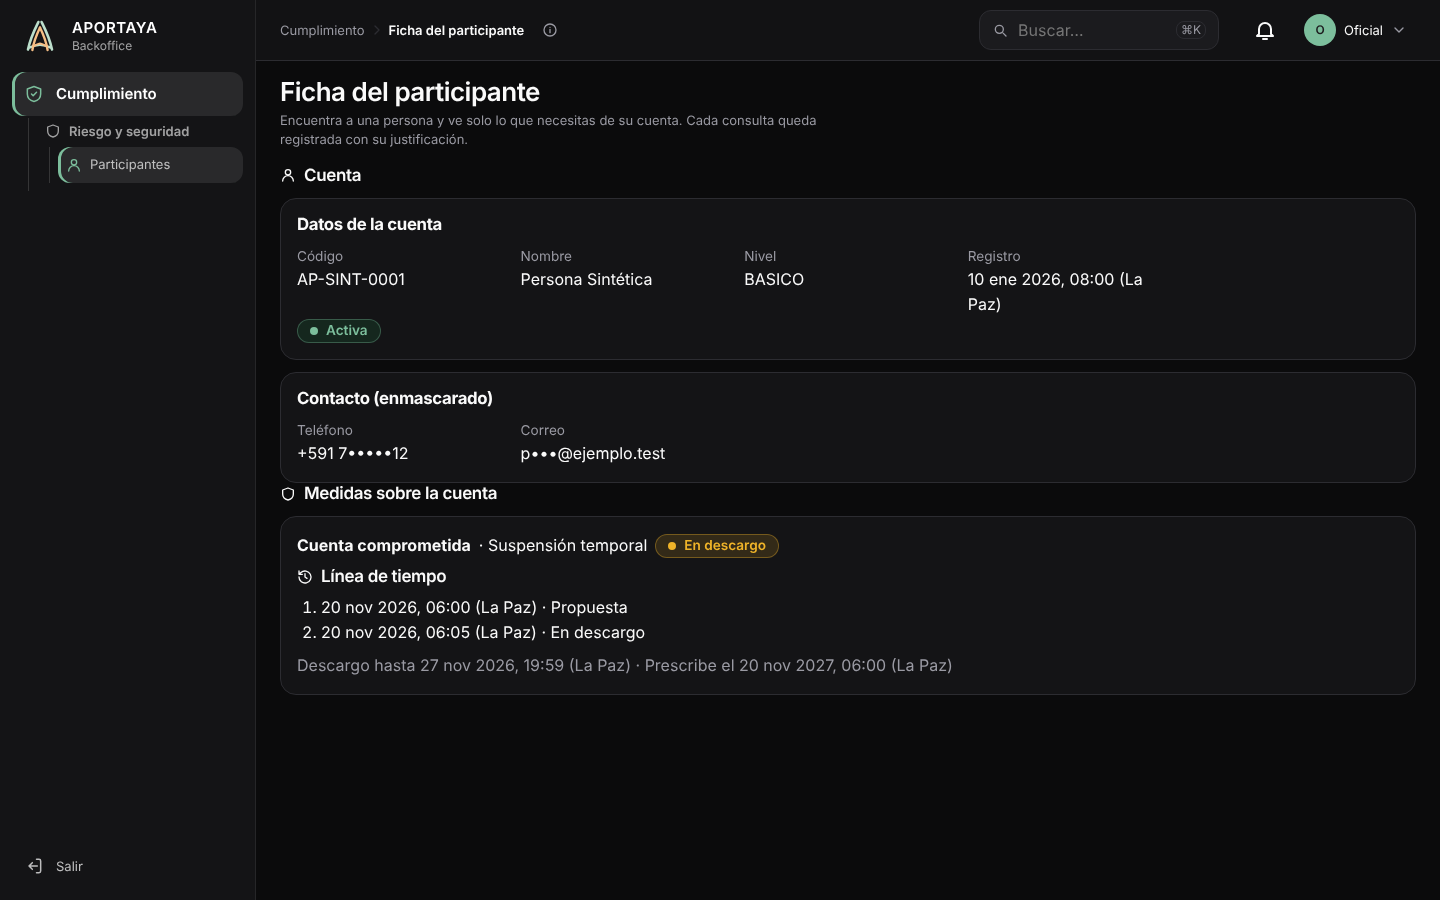 APORTAYA
Backoffice
Cumplimiento
Riesgo y seguridad
Participantes
Salir
Cumplimiento
Ficha del participante
Buscar...
⌘K
O
Oficial
Ficha del participante
Encuentra a una persona y ve solo lo que necesitas de su cuenta. Cada consulta queda
registrada con su justificación.
Cuenta
Datos de la cuenta
Código Nombre Nivel Registro
AP-SINT-0001 Persona Sintética BASICO 10 ene 2026, 08:00 (La
Paz)
Activa
Contacto (enmascarado)
Teléfono Correo
+591 7•••••12 p•••@ejemplo.test
Medidas sobre la cuenta
Cuenta comprometida · Suspensión temporal En descargo
Línea de tiempo
1. 20 nov 2026, 06:00 (La Paz) · Propuesta
2. 20 nov 2026, 06:05 (La Paz) · En descargo
Descargo hasta 27 nov 2026, 19:59 (La Paz) · Prescribe el 20 nov 2027, 06:00 (La Paz)